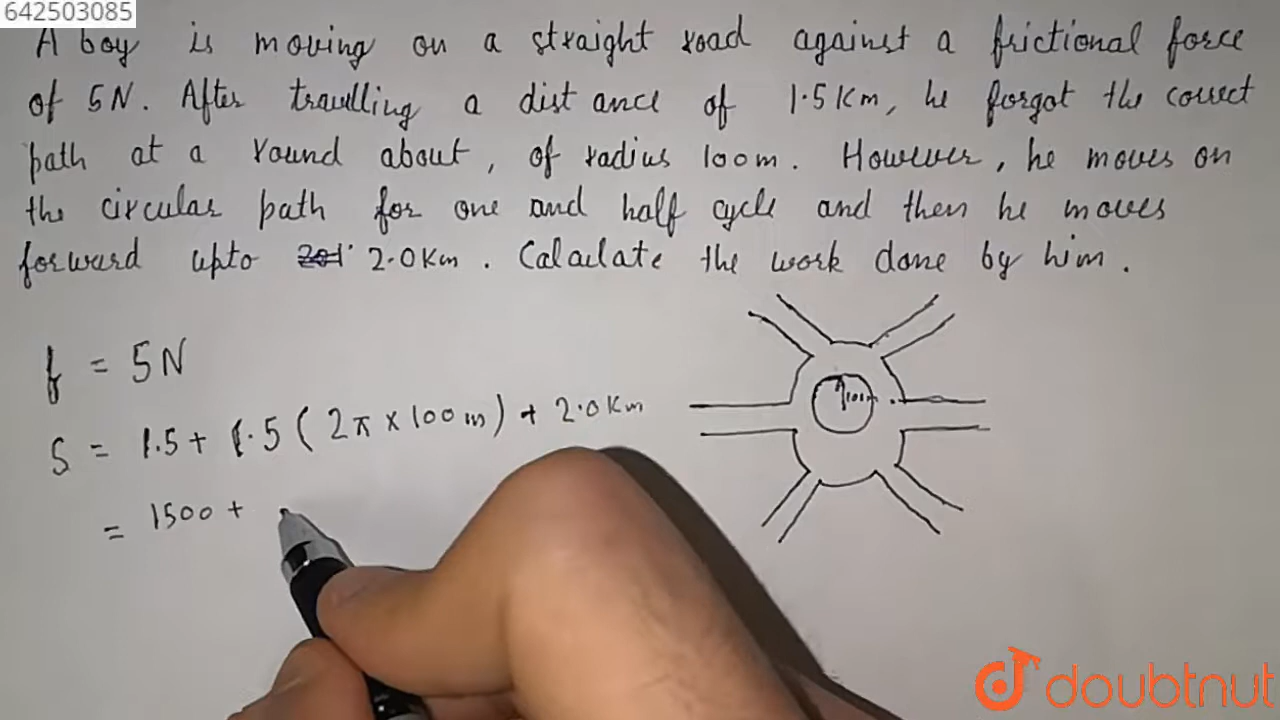 642503085
A boy is moving on a straight road against a frictional force
of 5N. After travelling a distance of 1.5 Km, he forgot the correct
path at a round about, of radius 100m. However, he moves on
the circular path for one and half cycle and then he moves
forward upto 2.0 Km. Calculate the work done by him.
f = 5N
S = 1.5 + 1.5 ( 2π × 100 m ) + 2.0 Km
= 1500 +
100m
doubtnut